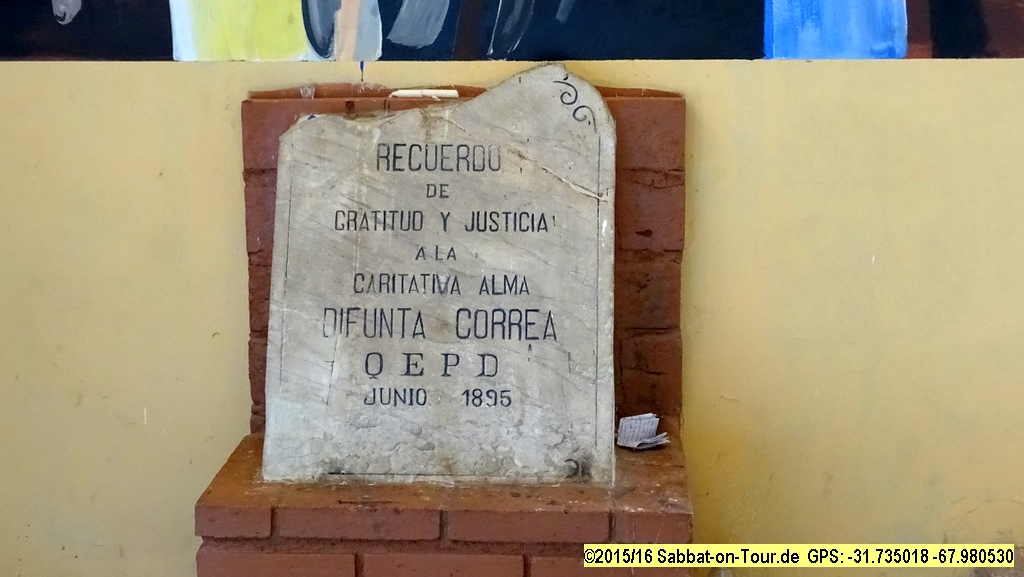 RECUERDO
DE
GRATITUD Y JUSTICIA
A LA
CARITATIVA ALMA
DIFUNTA CORREA
Q E P D
JUNIO 1895
©2015/16 Sabbat-on-Tour.de GPS: -31.735018 -67.980530